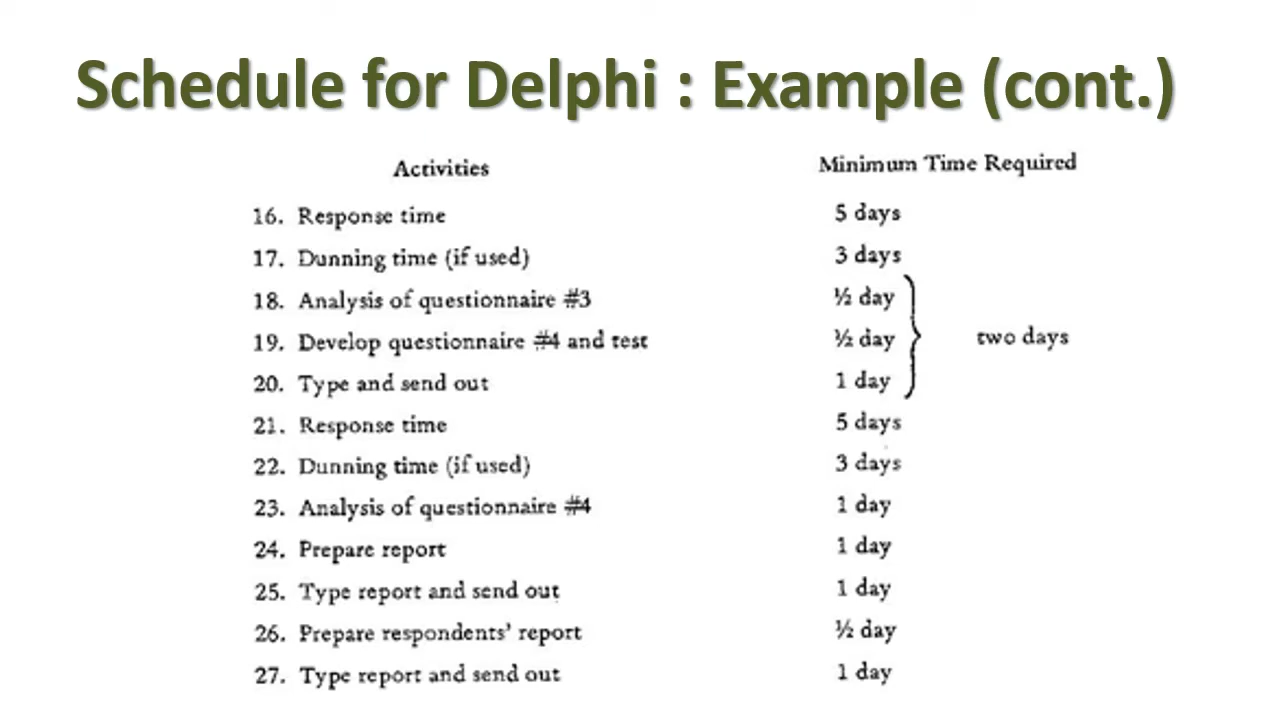 Schedule for Delphi : Example (cont.)
Activities Minimum Time Required
16. Response time 5 days
17. Dunning time (if used) 3 days
18. Analysis of questionnaire #3 ½ day
19. Develop questionnaire #4 and test ½ day two days
20. Type and send out 1 day
21. Response time 5 days
22. Dunning time (if used) 3 days
23. Analysis of questionnaire #4 1 day
24. Prepare report 1 day
25. Type report and send out 1 day
26. Prepare respondents' report ½ day
27. Type report and send out 1 day